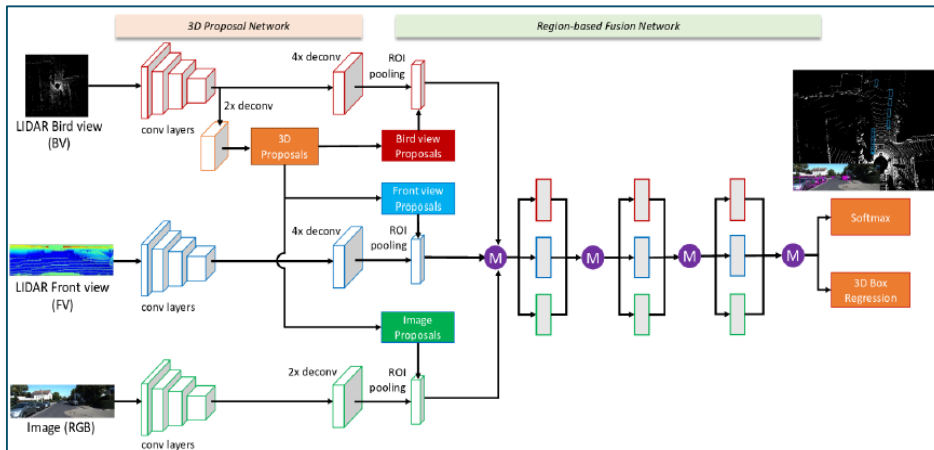 3D Proposal Network
Region-based Fusion Network
LIDAR Bird view
(BV)
conv layers
4x deconv
ROI
pooling
2x deconv
3D
Proposals
Bird view
Proposals
Front view
Proposals
LIDAR Front view
(FV)
conv layers
4x deconv
ROI
pooling
Image
Proposals
Image (RGB)
conv layers
2x deconv
ROI
pooling
M
M
M
M
Softmax
3D Box
Regression